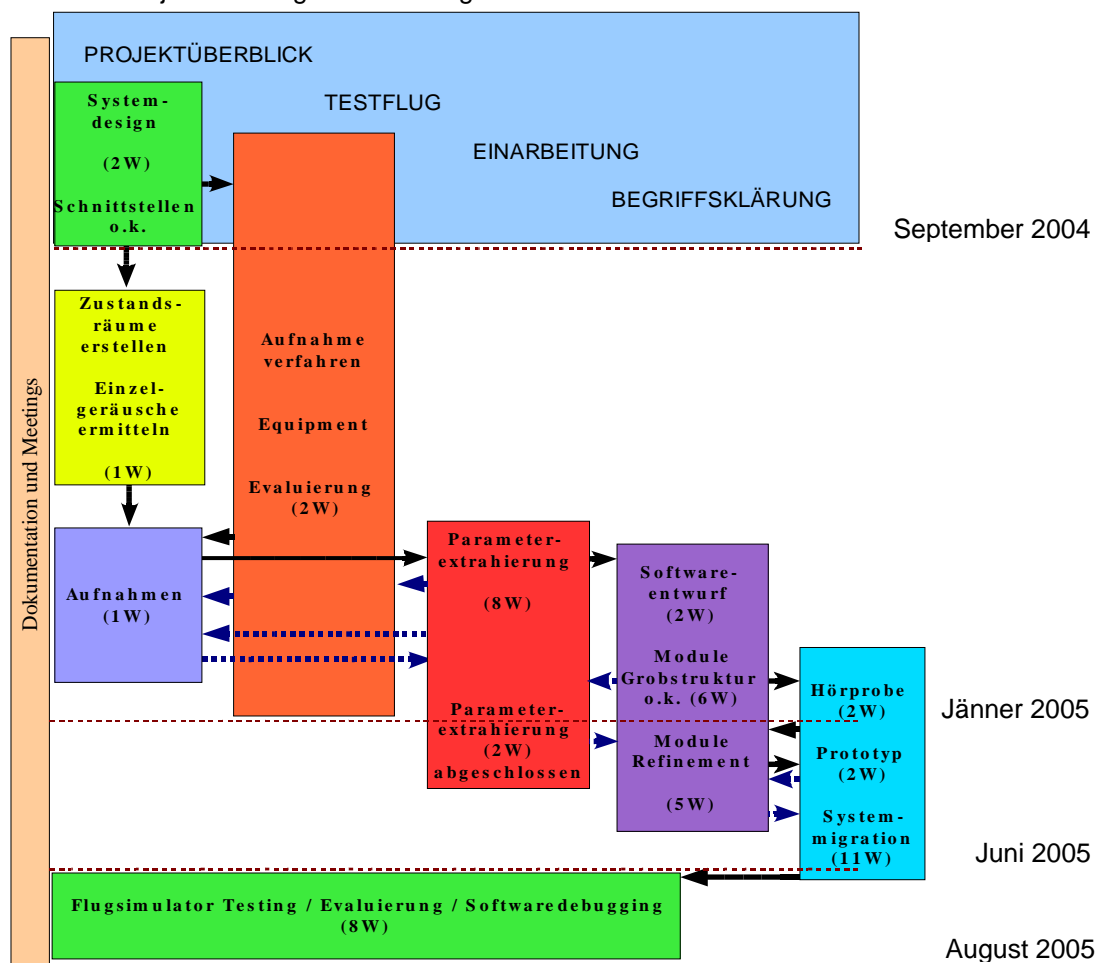 PROJEKTÜBERBLICK
TESTFLUG
EINARBEITUNG
BEGRIFFSKLÄRUNG
System-
design
(2W)
Schnittstellen
o.k.
September 2004
Dokumentation und Meetings
Zustands-
räume
erstellen
Einzel-
geräusche
ermitteln
(1W)
Aufnahme
verfahren
Equipment
Evaluierung
(2W)
Aufnahmen
(1W)
Parameter-
extrahierung
(8W)
Parameter-
extrahierung
(2W)
abgeschlossen
Software-
entwurf
(2W)
Module
Grobstruktur
o.k. (6W)
Module
Refinement
(5W)
Hörprobe
(2W)
Prototyp
(2W)
System-
migration
(11W)
Jänner 2005
Juni 2005
Flugsimulator Testing / Evaluierung / Softwaredebugging
(8W)
August 2005